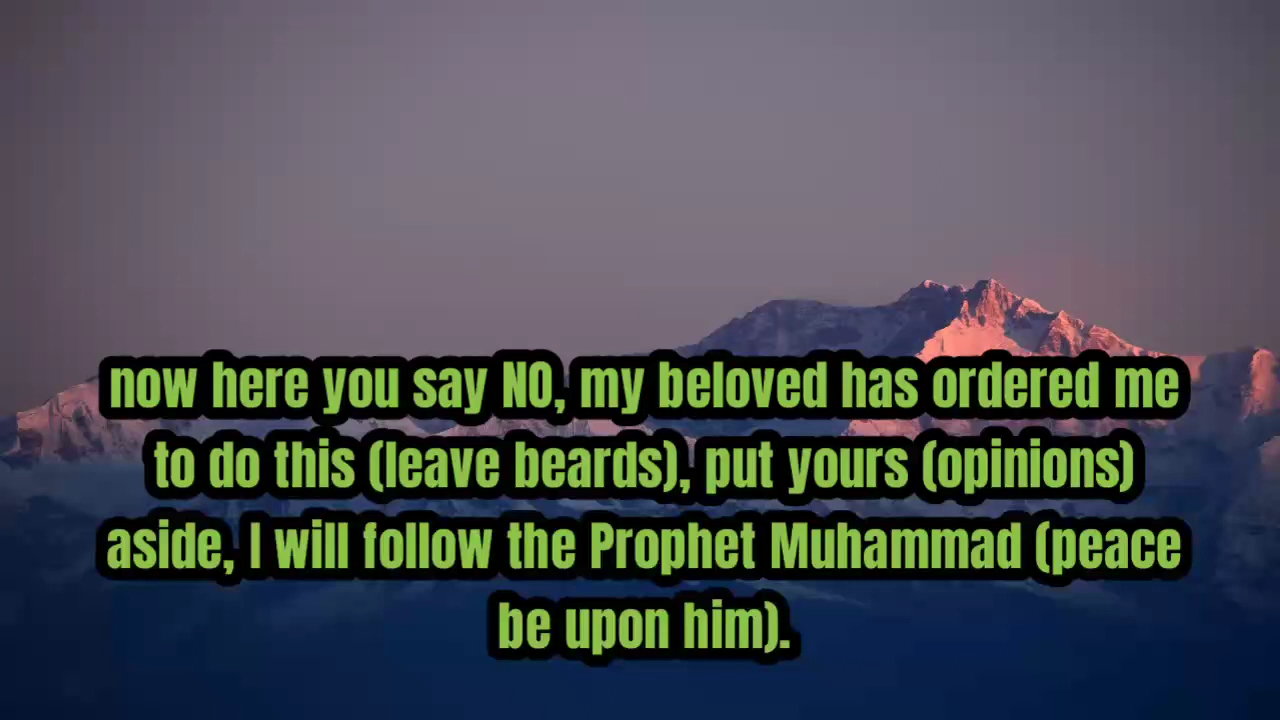 now here you say NO, my beloved has ordered me
to do this (leave beards), put yours (opinions)
aside, I will follow the Prophet Muhammad (peace
be upon him).